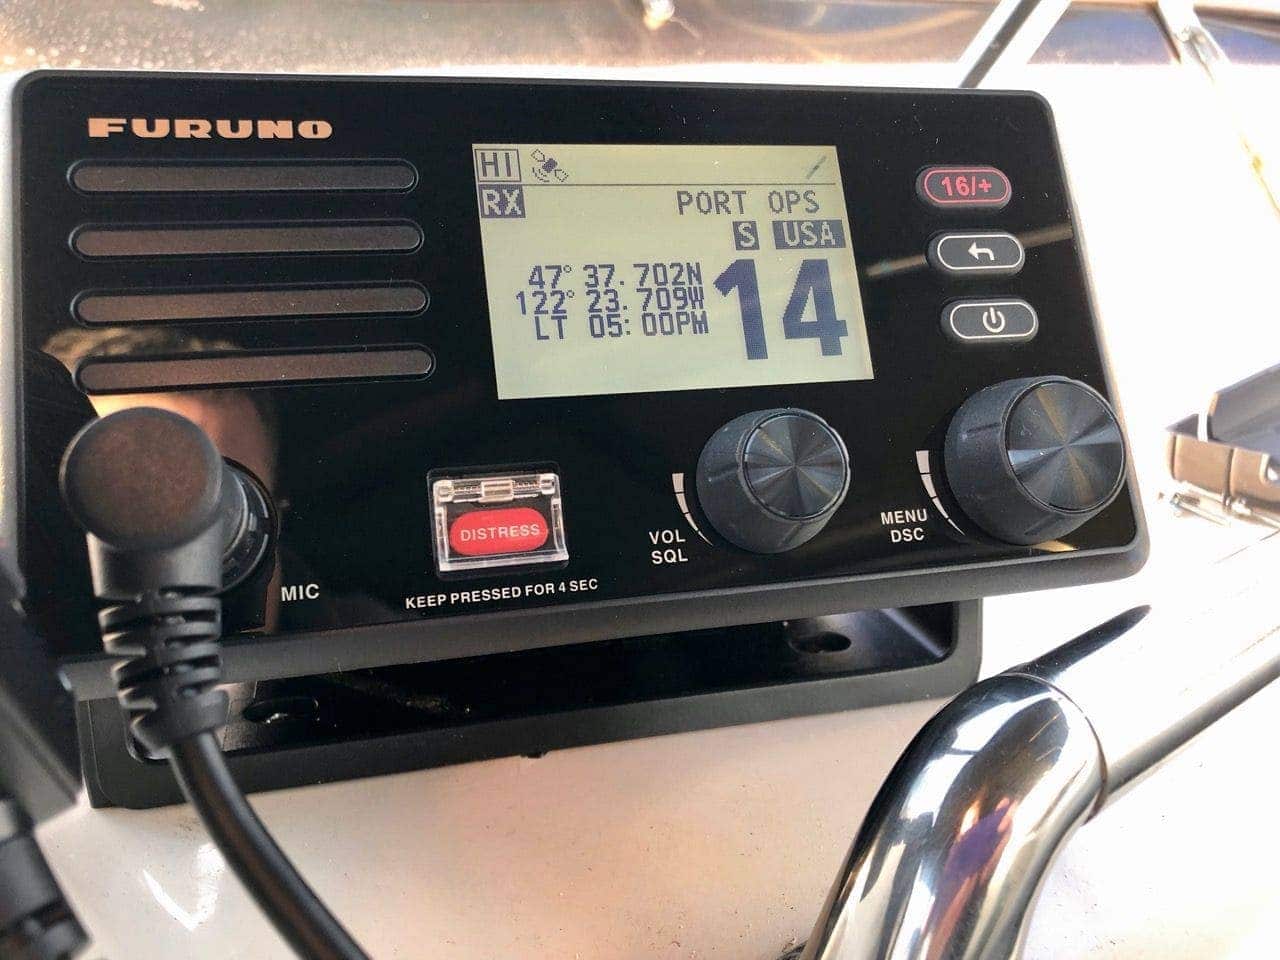 FURUNO
HI
RX
PORT OPS
S USA
47° 37.702N
122° 23.709W
LT 05:00PM
14
16/+
DISTRESS
KEEP PRESSED FOR 4 SEC
MIC
VOL
SQL
MENU
DSC